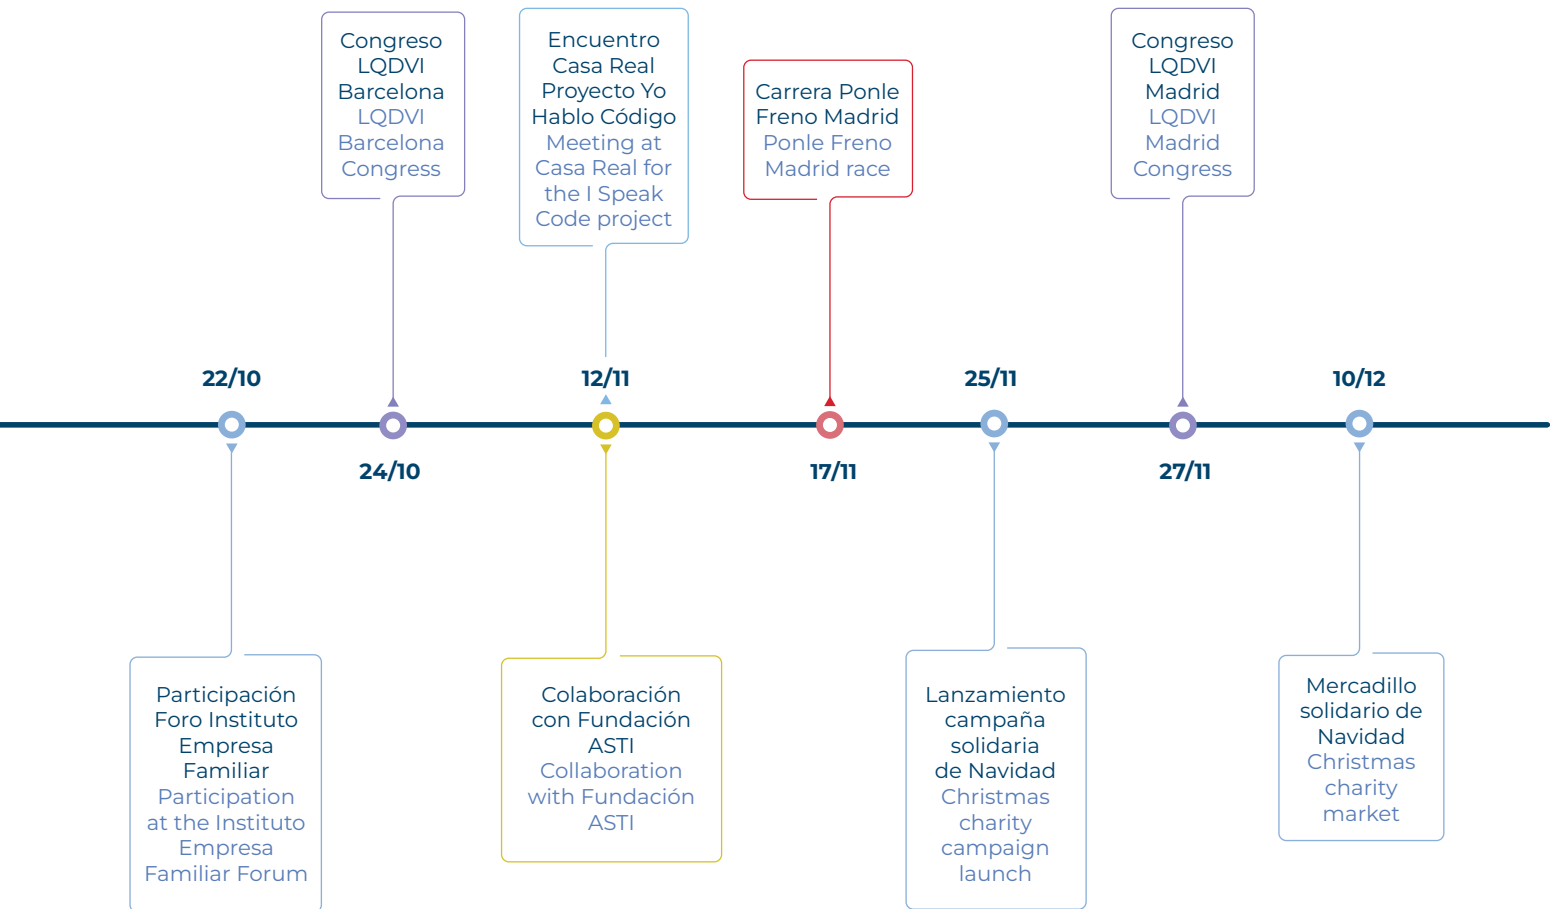 Congreso
LQDVI
Barcelona
LQDVI
Barcelona
Congress
Encuentro
Casa Real
Proyecto Yo
Hablo Código
Meeting at
Casa Real for
the I Speak
Code project
Carrera Ponle
Freno Madrid
Ponle Freno
Madrid race
Congreso
LQDVI
Madrid
LQDVI
Madrid
Congress
22/10
12/11
25/11
10/12
24/10
17/11
27/11
Participación
Foro Instituto
Empresa
Familiar
Participation
at the Instituto
Empresa
Familiar Forum
Colaboración
con Fundación
ASTI
Collaboration
with Fundación
ASTI
Lanzamiento
campaña
solidaria
de Navidad
Christmas
charity
campaign
launch
Mercadillo
solidario de
Navidad
Christmas
charity
market